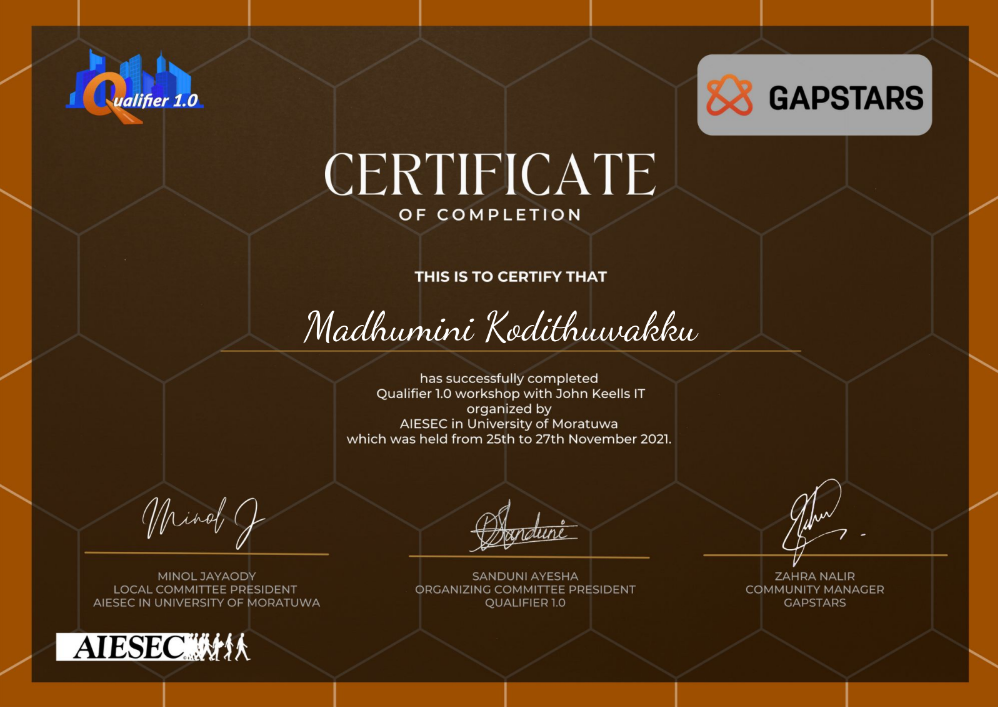 Qualifier 1.0
GAPSTARS
CERTIFICATE
OF COMPLETION
THIS IS TO CERTIFY THAT
Madhumini Kodithuwakku
has successfully completed
Qualifier 1.0 workshop with John Keells IT
organized by
AIESEC in University of Moratuwa
which was held from 25th to 27th November 2021.
Minol J
DSanduni
MINOL JAYAODY
LOCAL COMMITTEE PRESIDENT
AIESEC IN UNIVERSITY OF MORATUWA
SANDUNI AYESHA
ORGANIZING COMMITTEE PRESIDENT
QUALIFIER 1.0
ZAHRA NALIR
COMMUNITY MANAGER
GAPSTARS
AIESEC